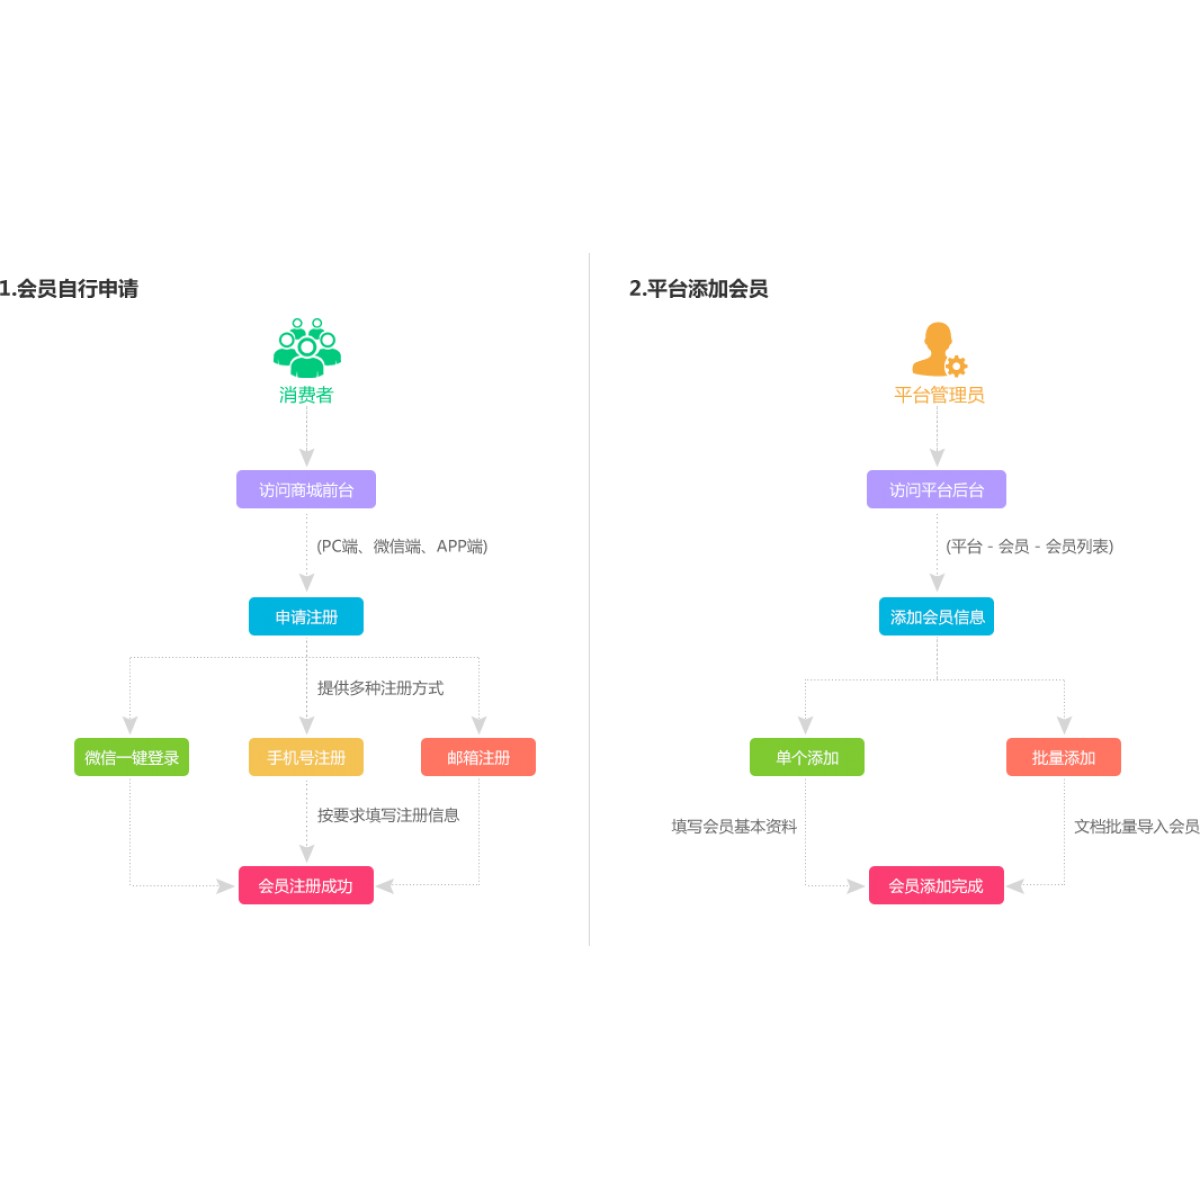 1.会员自行申请
消费者
访问商城前台
(PC端、微信端、APP端)
申请注册
提供多种注册方式
微信一键登录
手机号注册
邮箱注册
按要求填写注册信息
会员注册成功
2.平台添加会员
平台管理员
访问平台后台
(平台 - 会员 - 会员列表)
添加会员信息
单个添加
批量添加
填写会员基本资料
文档批量导入会员
会员添加完成